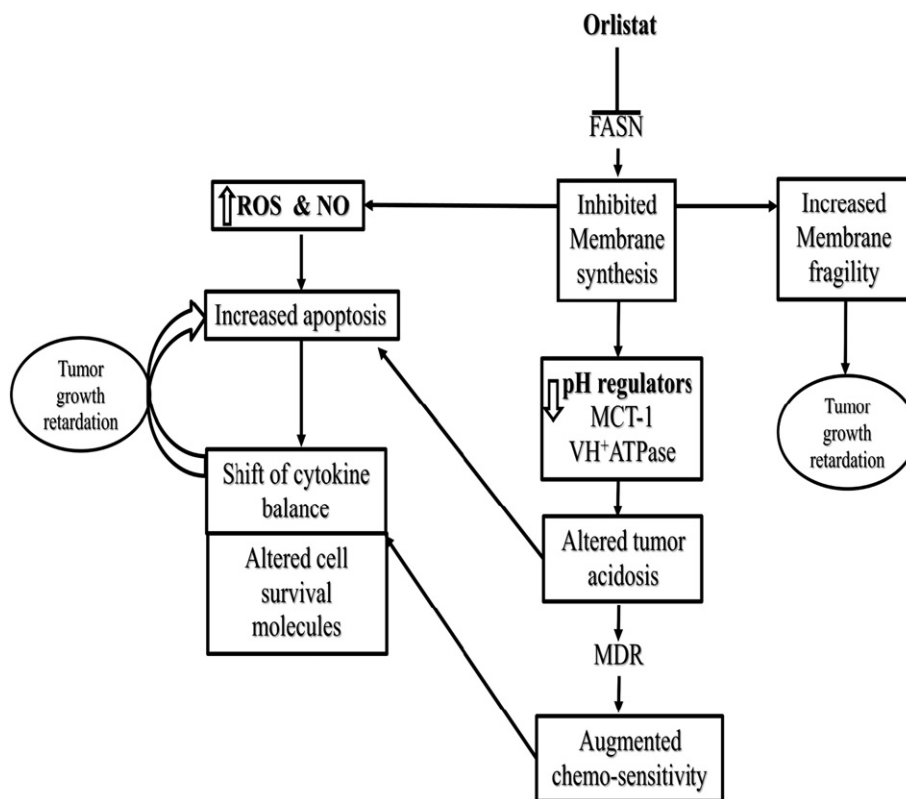 Orlistat
FASN
ROS & NO
Inhibited
Membrane
synthesis
Increased
Membrane
fragility
Increased apoptosis
Tumor
growth
retardation
pH regulators
MCT-1
VH⁺ATPase
Tumor
growth
retardation
Shift of cytokine
balance
Altered cell
survival
molecules
Altered tumor
acidosis
MDR
Augmented
chemo-sensitivity